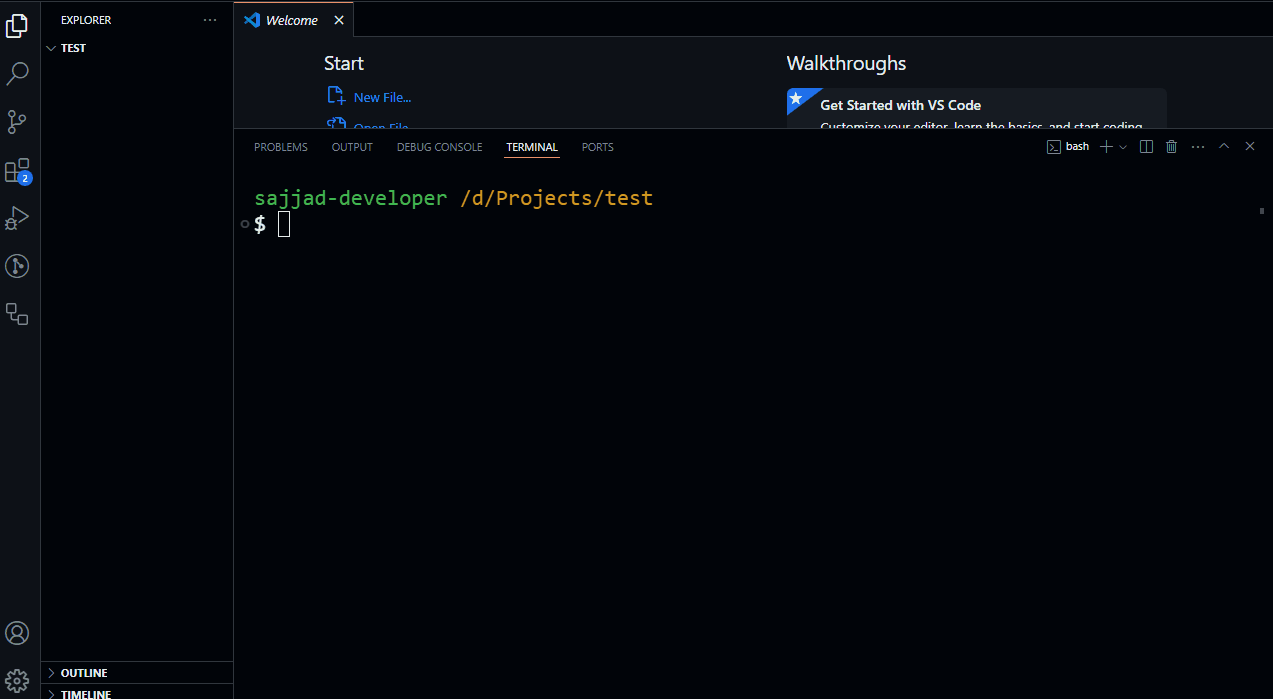 EXPLORER
TEST
OUTLINE
TIMELINE
Welcome
Start
New File...
Open File
Walkthroughs
Get Started with VS Code
Customize your editor, learn the basics, and start coding
PROBLEMS OUTPUT DEBUG CONSOLE TERMINAL PORTS
bash
sajjad-developer /d/Projects/test
$
2